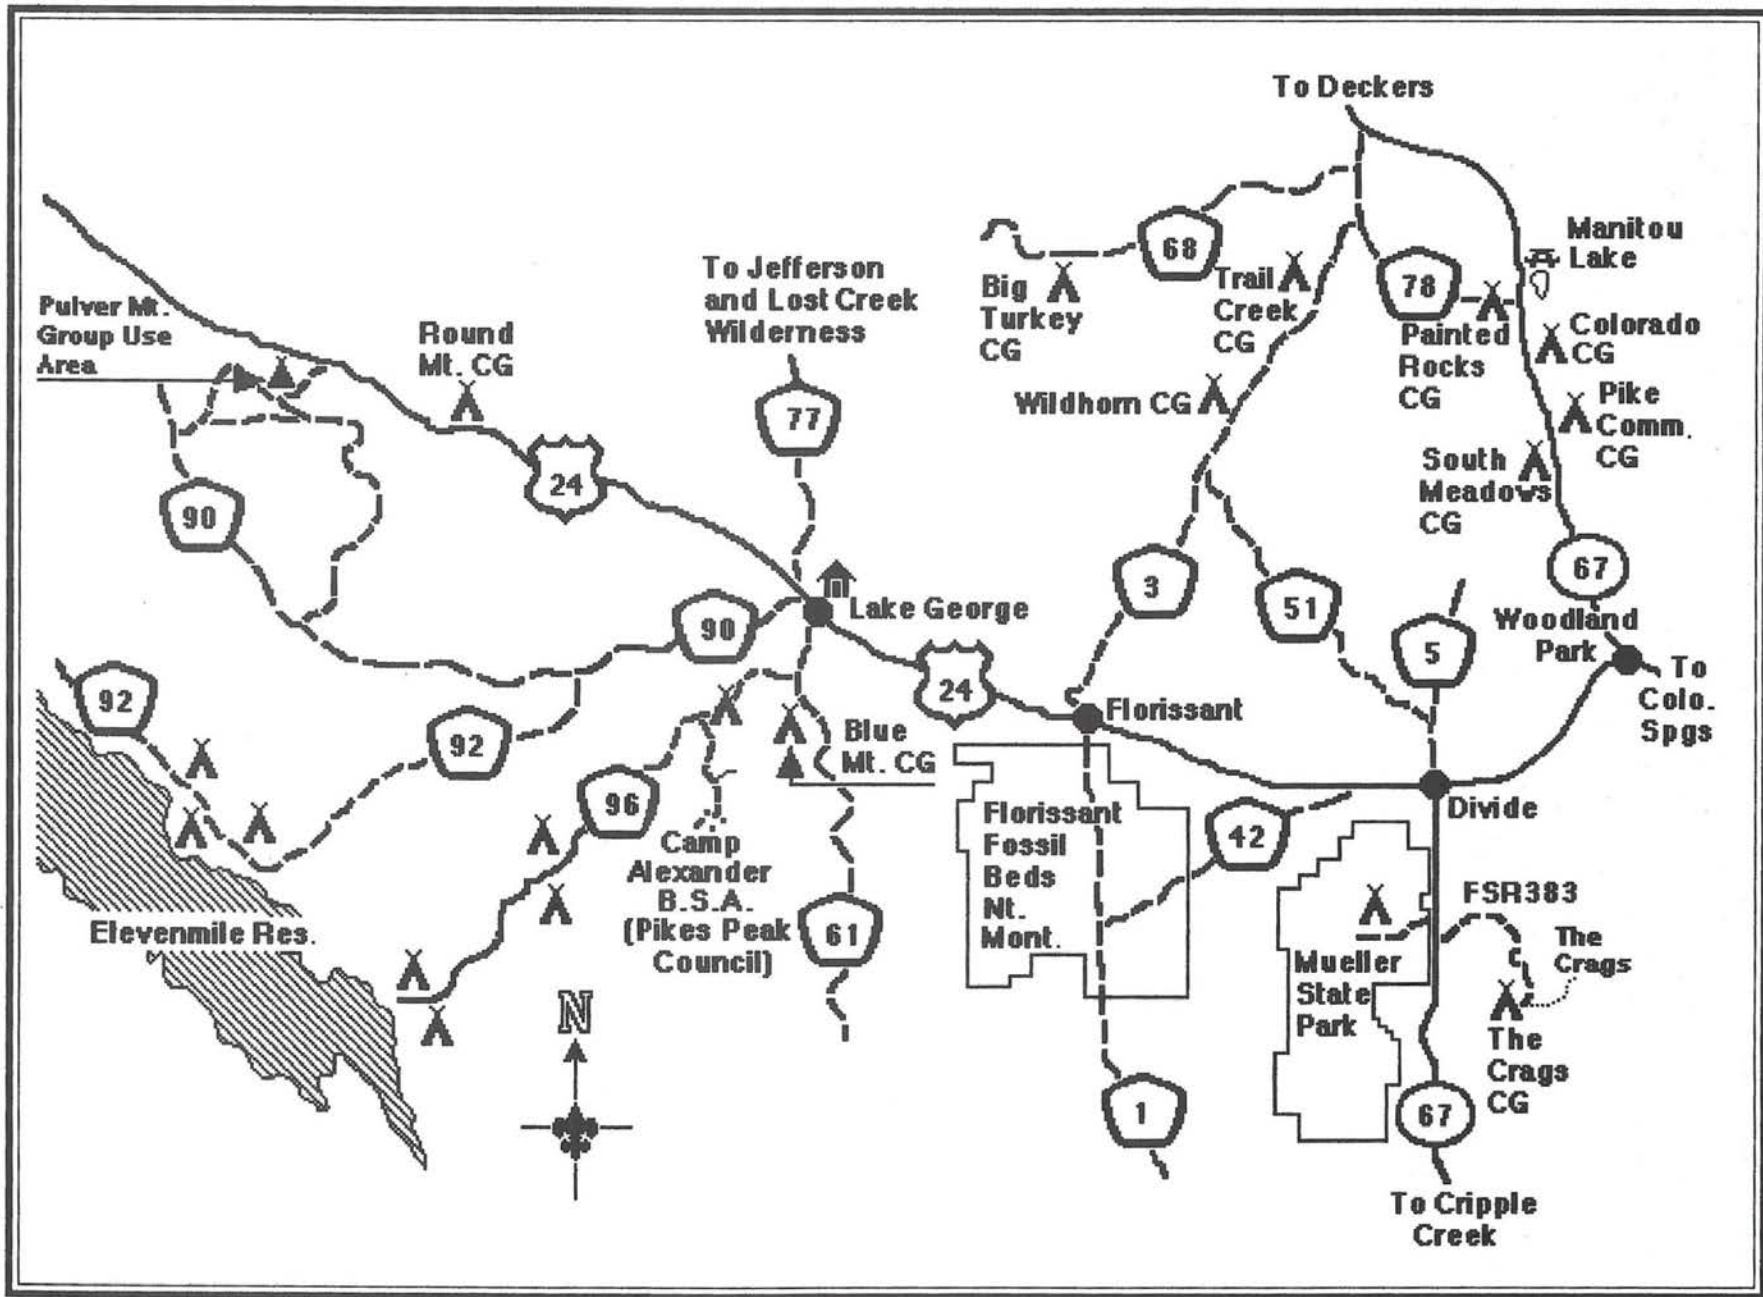 To Deckers
Manitou
Lake
68
Big
Turkey
CG
Trail
Creek
CG
78
Painted
Rocks
CG
Colorado
CG
Pike
Comm.
CG
Wildhorn CG
South
Meadows
CG
To Jefferson
and Lost Creek
Wilderness
77
Pulver Mt.
Group Use
Area
Round
Mt. CG
24
90
Lake George
90
3
51
5
67
Woodland
Park
To
Colo.
Spgs
92
92
24
Florissant
Blue
Mt. CG
96
Camp
Alexander
B.S.A.
(Pikes Peak
Council)
61
Florissant
Fossil
Beds
Nt.
Mont.
42
Divide
Elevenmile Res.
FSR383
The
Crags
Mueller
State
Park
The
Crags
CG
N
1
67
To Cripple
Creek